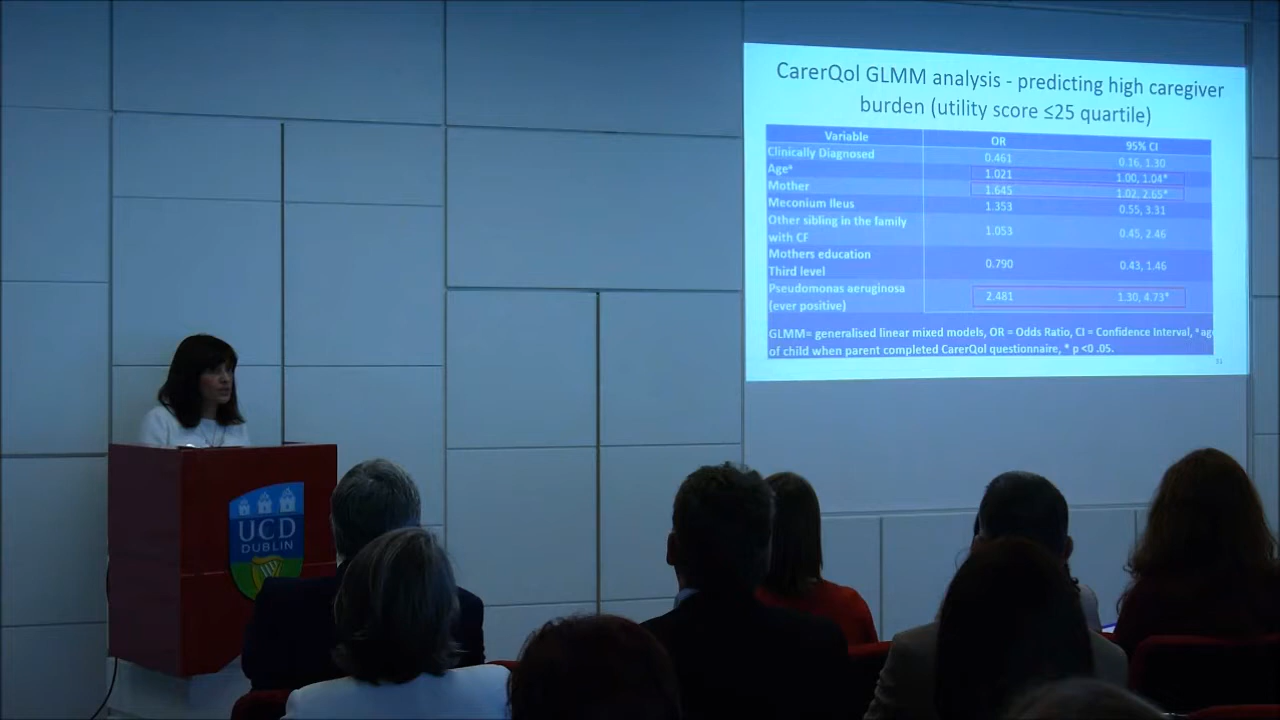 CarerQol GLMM analysis - predicting high caregiver
burden (utility score ≤25 quartile)
Variable OR 95% CI
Clinically Diagnosed 0.461 0.16, 1.30
Age* 1.021 1.00, 1.04*
Mother 1.645 1.02, 2.65*
Meconium Ileus 1.353 0.55, 3.31
Other sibling in the family
with CF 1.053 0.45, 2.46
Mothers education
Third level 0.790 0.43, 1.46
Pseudomonas aeruginosa
(ever positive) 2.481 1.30, 4.73*
GLMM= generalised linear mixed models, OR = Odds Ratio, CI = Confidence Interval, *age
of child when parent completed CarerQol questionnaire, * p <0 .05.
UCD
DUBLIN